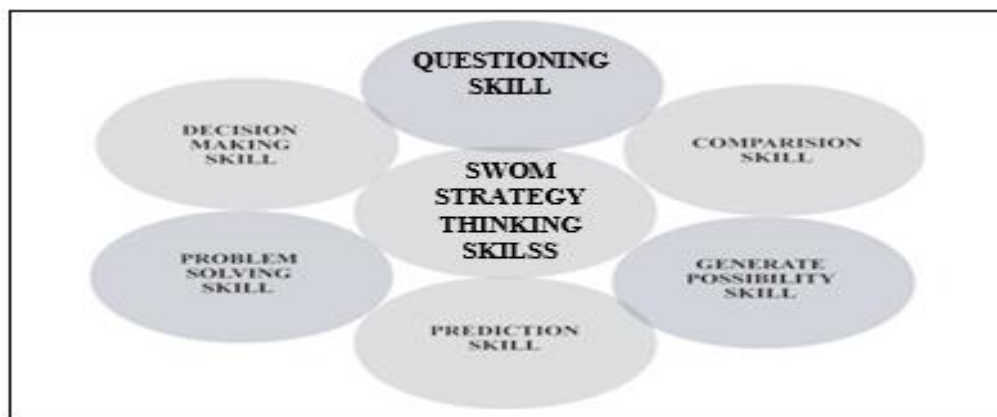 QUESTIONING
SKILL
DECISION
MAKING
SKILL
COMPARISION
SKILL
SWOM
STRATEGY
THINKING
SKILSS
PROBLEM
SOLVING
SKILL
GENERATE
POSSIBILITY
SKILL
PREDICTION
SKILL